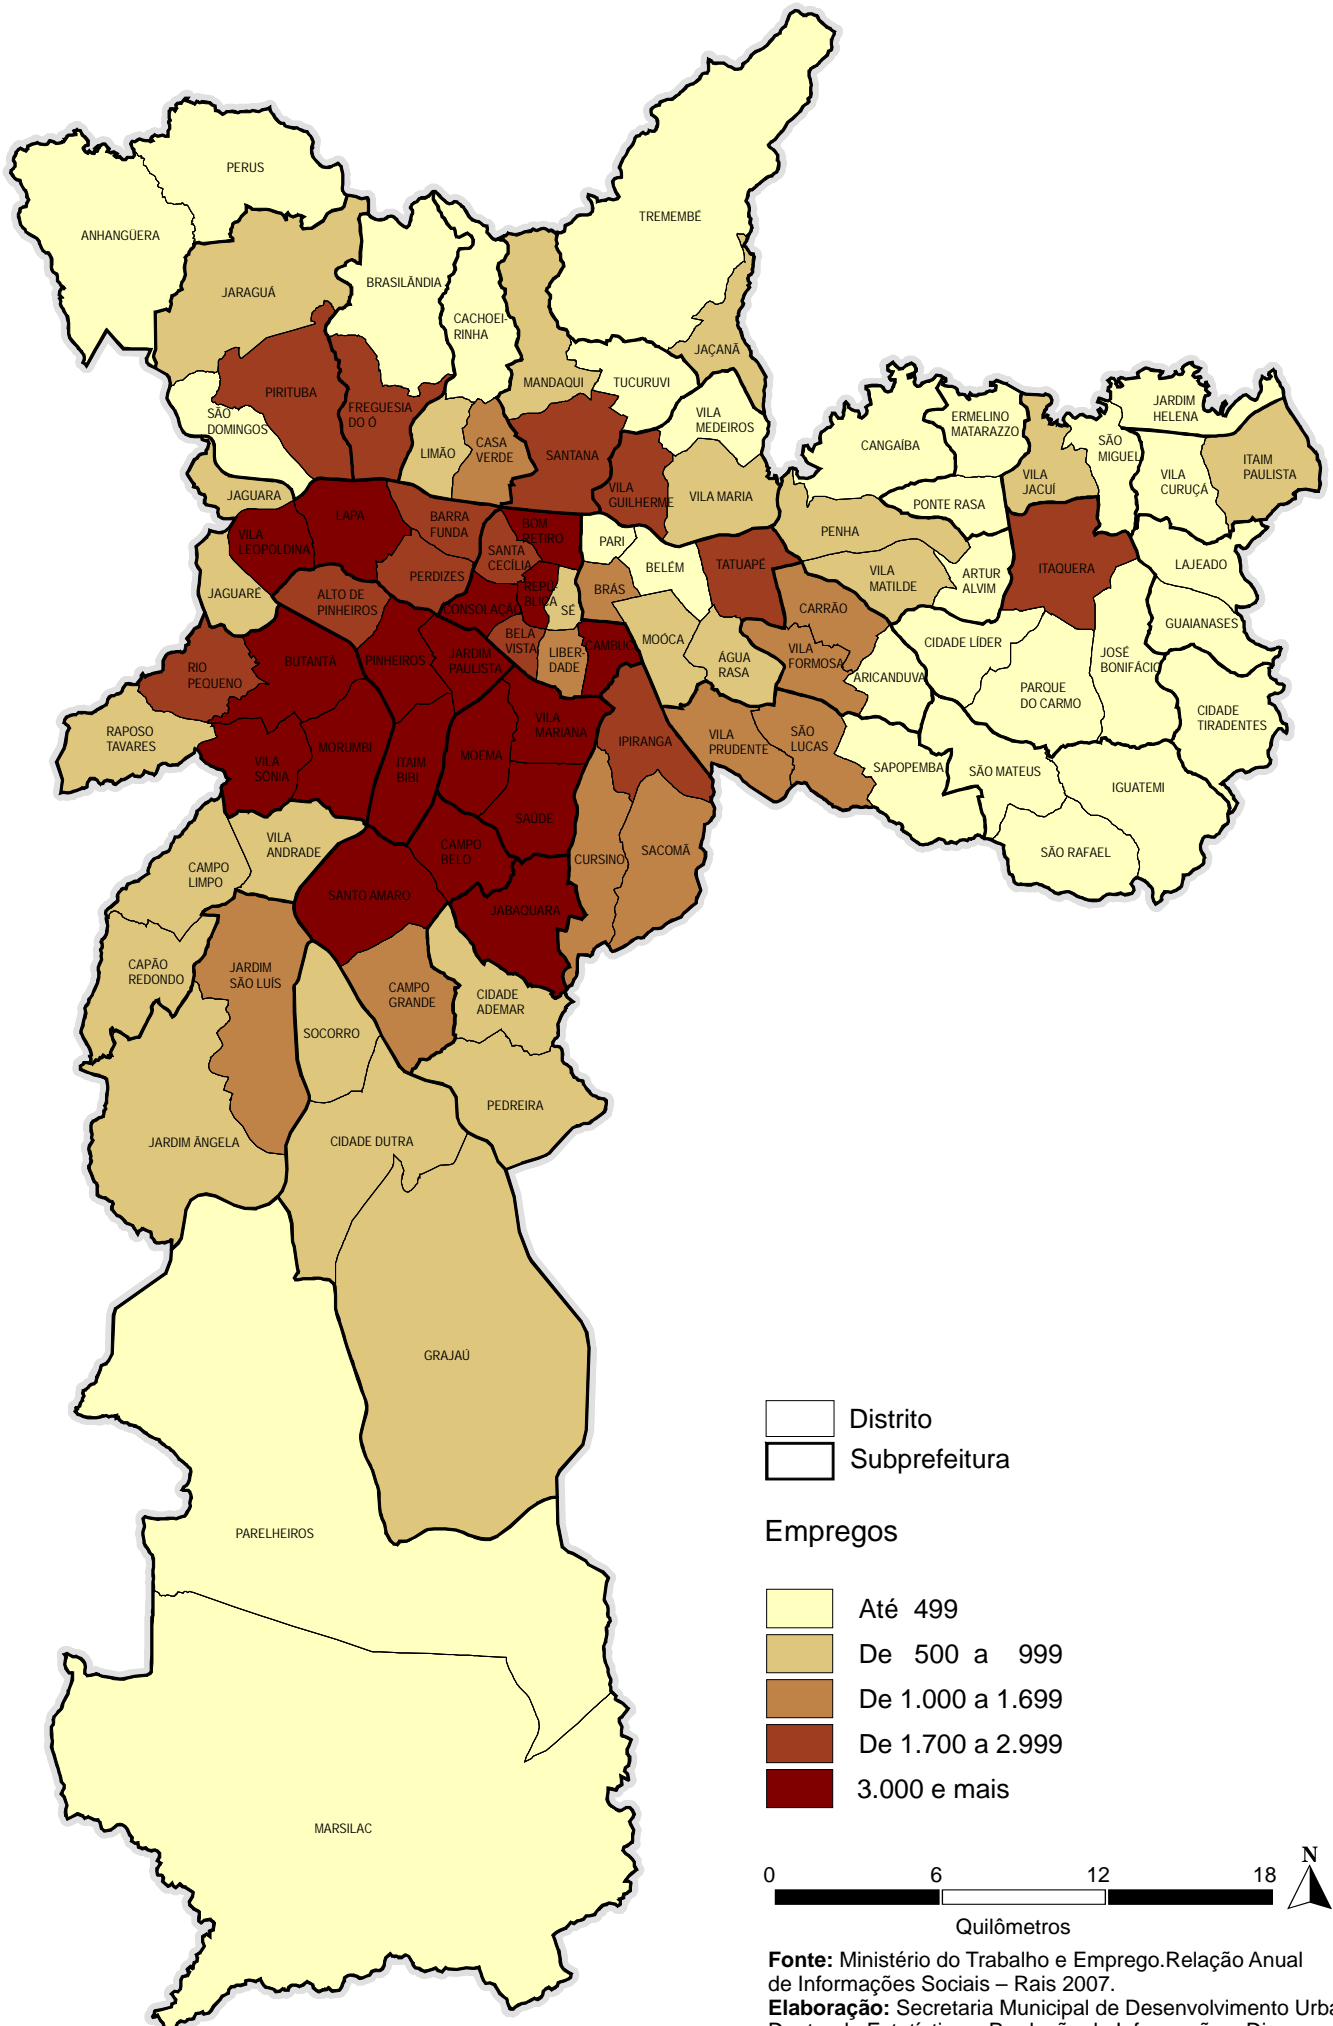 PERUS
TREMEMBÉ
ANHANGÜERA
JARAGUÁ
BRASILÂNDIA
CACHOEI-
RINHA
JAÇANÃ
MANDAQUI
TUCURUVI
PIRITUBA
FREGUESIA
DO Ó
SÃO
DOMINGOS
VILA
MEDEIROS
LIMÃO
CASA
VERDE
SANTANA
VILA
GUILHERME
VILA MARIA
JARDIM
HELENA
ERMELINO
MATARAZZO
CANGAÍBA
SÃO
MIGUEL
ITAIM
PAULISTA
VILA
JACUÍ
VILA
CURUÇÁ
PONTE RASA
JAGUARA
LAPA
BARRA
FUNDA
BOM
RETIRO
PARI
PENHA
VILA
LEOPOLDINA
SANTA
CECÍLIA
BELÉM
TATUAPÉ
VILA
MATILDE
ARTUR
ALVIM
ITAQUERA
LAJEADO
JAGUARÉ
ALTO DE
PINHEIROS
PERDIZES
REPÚ-
BLICA
SÉ
BRÁS
CONSOLAÇÃO
CARRÃO
GUAIANASES
BELA
VISTA
LIBER-
DADE
CAMBUCI
MOÓCA
ÁGUA
RASA
VILA
FORMOSA
CIDADE LÍDER
JOSÉ
BONIFÁCIO
RIO
PEQUENO
BUTANTÃ
PINHEIROS
JARDIM
PAULISTA
ARICANDUVA
PARQUE
DO CARMO
CIDADE
TIRADENTES
RAPOSO
TAVARES
VILA
SÔNIA
MORUMBI
ITAIM
BIBI
MOEMA
VILA
MARIANA
IPIRANGA
VILA
PRUDENTE
SÃO
LUCAS
SAPOPEMBA
SÃO MATEUS
IGUATEMI
SAÚDE
VILA
ANDRADE
CAMPO
BELO
CURSINO
SACOMÃ
SÃO RAFAEL
CAMPO
LIMPO
SANTO AMARO
JABAQUARA
CAPÃO
REDONDO
JARDIM
SÃO LUÍS
CAMPO
GRANDE
CIDADE
ADEMAR
SOCORRO
PEDREIRA
JARDIM ÂNGELA
CIDADE DUTRA
GRAJAÚ
PARELHEIROS
MARSILAC
Distrito
Subprefeitura
Empregos
Até 499
De 500 a 999
De 1.000 a 1.699
De 1.700 a 2.999
3.000 e mais
0 6 12 18
N
Quilômetros
Fonte: Ministério do Trabalho e Emprego.Relação Anual
de Informações Sociais – Rais 2007.
Elaboração: Secretaria Municipal de Desenvolvimento Urba